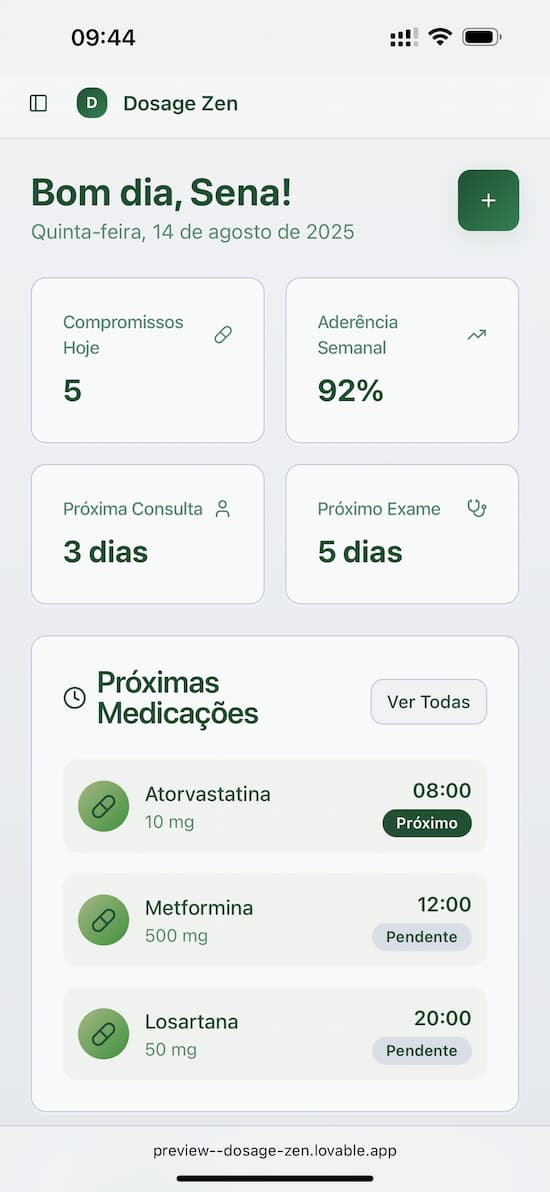 09:44
D Dosage Zen
Bom dia, Sena!
Quinta-feira, 14 de agosto de 2025
+
Compromissos
Hoje
5
Aderência
Semanal
92%
Próxima Consulta
3 dias
Próximo Exame
5 dias
Próximas
Medicações
Ver Todas
Atorvastatina
10 mg
08:00
Próximo
Metformina
500 mg
12:00
Pendente
Losartana
50 mg
20:00
Pendente
preview--dosage-zen.lovable.app